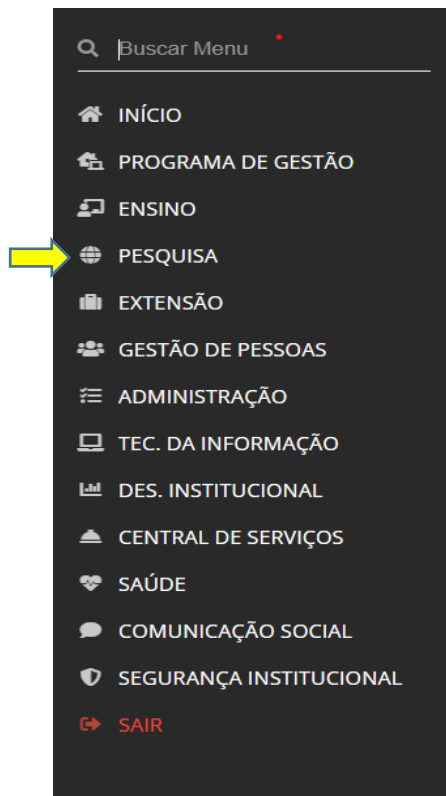 Buscar Menu
INÍCIO
PROGRAMA DE GESTÃO
ENSINO
PESQUISA
EXTENSÃO
GESTÃO DE PESSOAS
ADMINISTRAÇÃO
TEC. DA INFORMAÇÃO
DES. INSTITUCIONAL
CENTRAL DE SERVIÇOS
SAÚDE
COMUNICAÇÃO SOCIAL
SEGURANÇA INSTITUCIONAL
SAIR